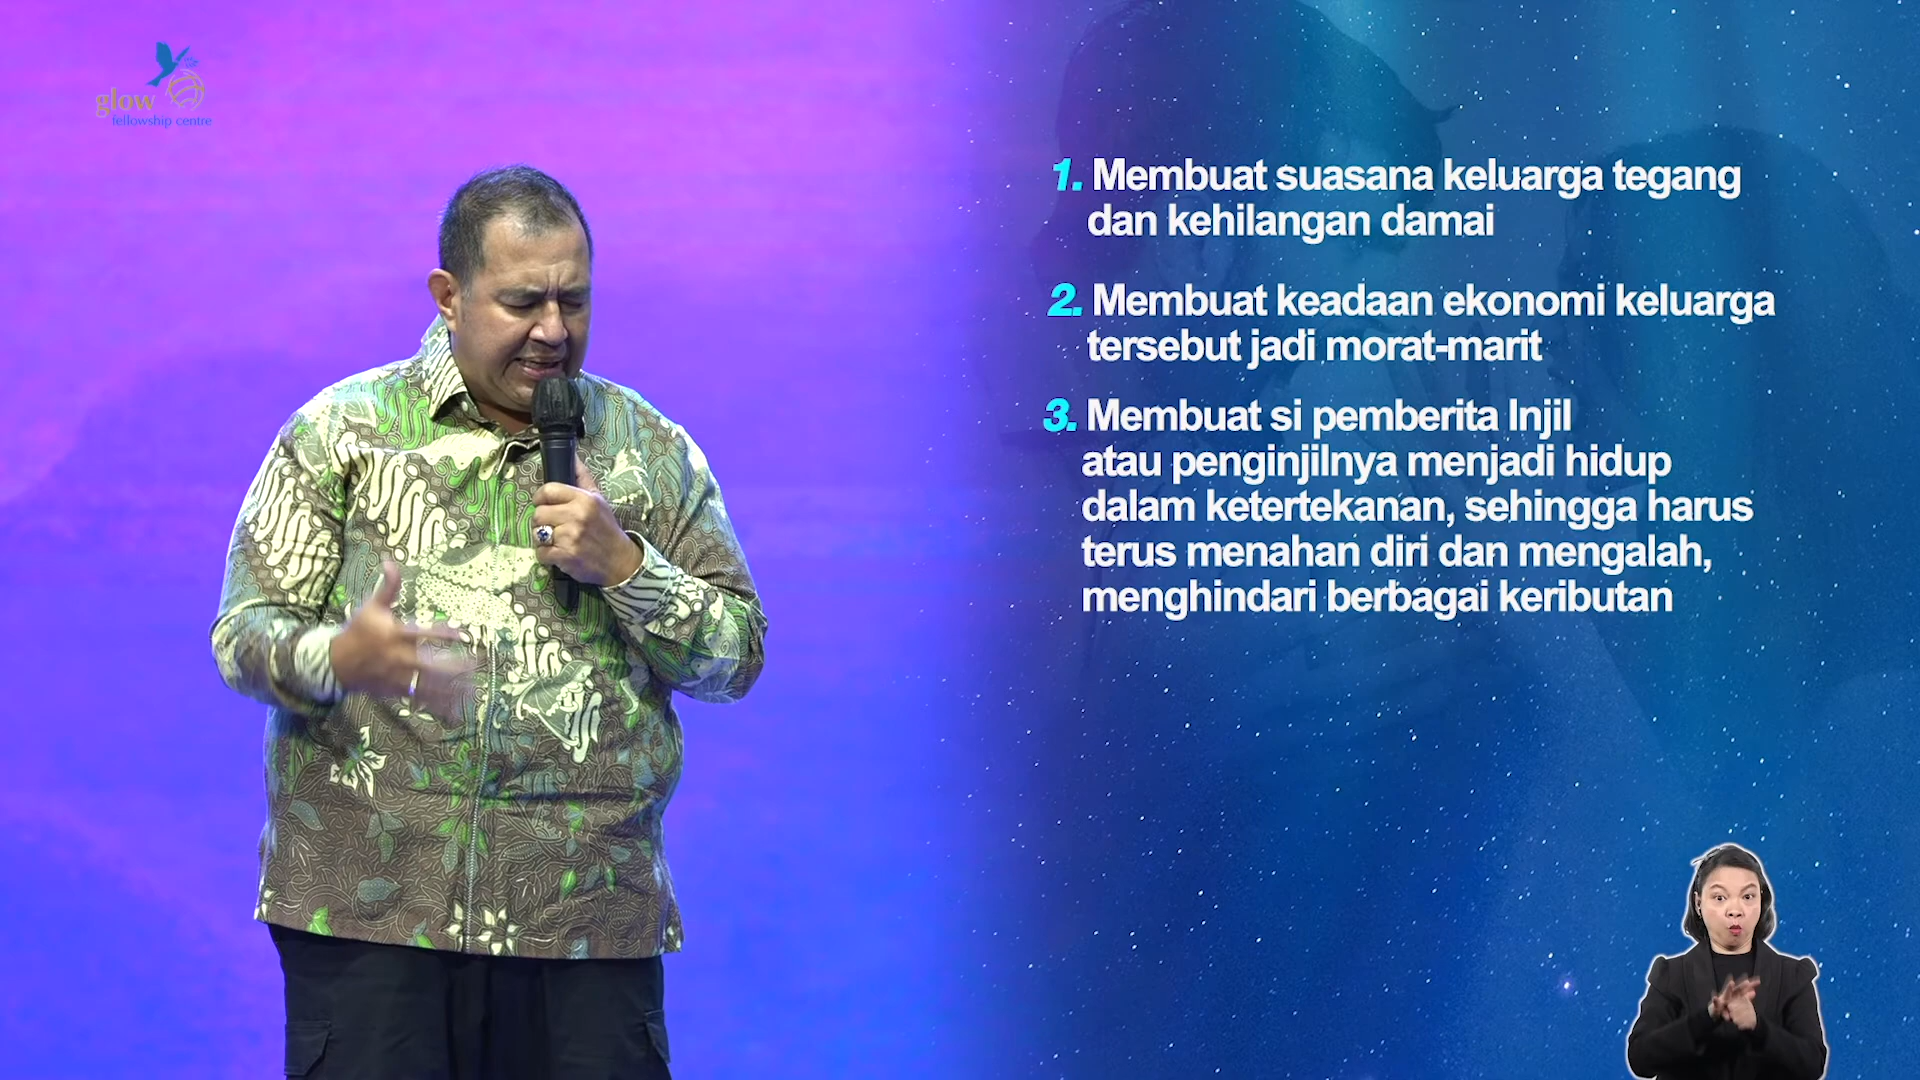 glow
fellowship centre
1. Membuat suasana keluarga tegang
dan kehilangan damai
2. Membuat keadaan ekonomi keluarga
tersebut jadi morat-marit
3. Membuat si pemberita Injil
atau penginjilnya menjadi hidup
dalam ketertekanan, sehingga harus
terus menahan diri dan mengalah,
menghindari berbagai keributan